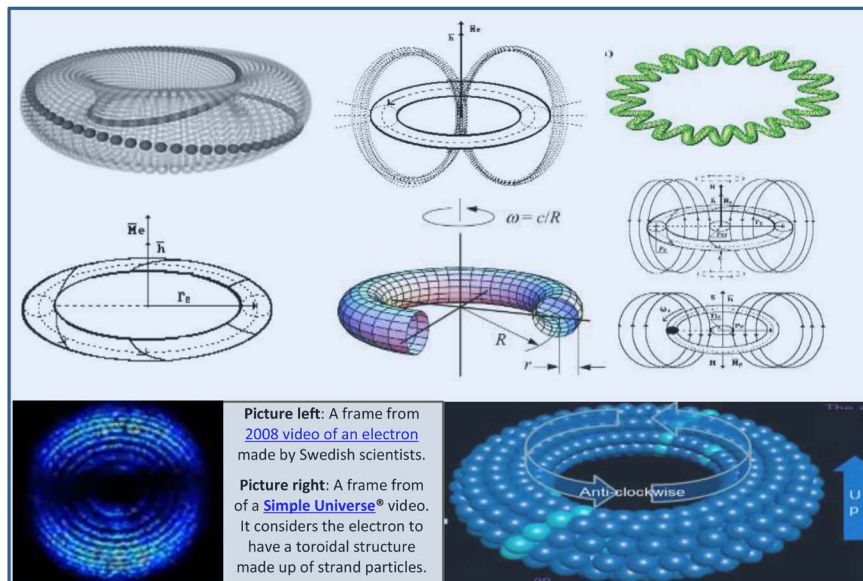 M̅e
h̅
ω = c/R
M̅e
h̅
rE
R
r
Picture left: A frame from
2008 video of an electron
made by Swedish scientists.
Picture right: A frame from
of a Simple Universe® video.
It considers the electron to
have a toroidal structure
made up of strand particles.
Anti-clockwise
U
P